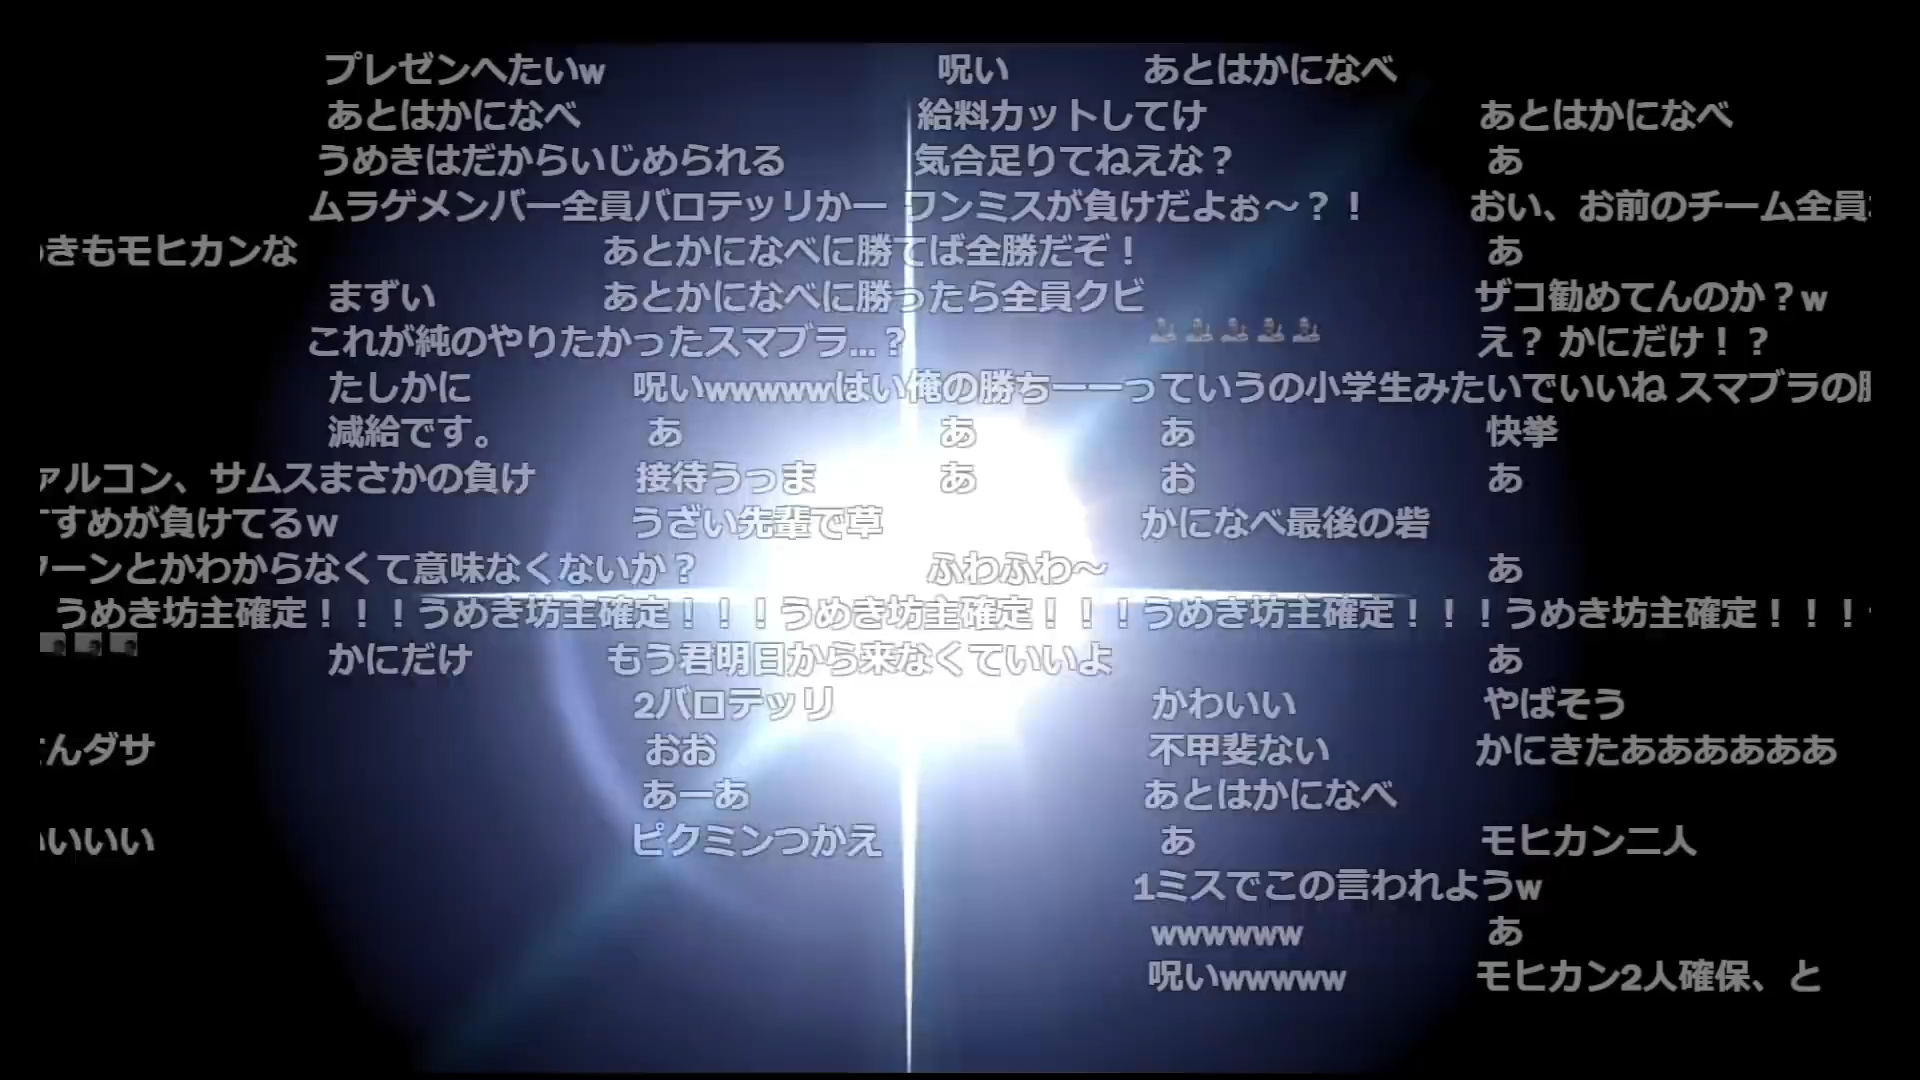 プレゼンへたいw 呪い あとはかになべ
あとはかになべ 給料カットしてけ あとはかになべ
うめきはだからいじめられる 気合足りてねえな？ あ
ムラゲメンバー全員バロテッリかー ワンミスが負けだよぉ～？！ おい、お前のチーム全員
きもモヒカンな あとかになべに勝てば全勝だぞ！ あ
まずい あとかになべに勝ったら全員クビ ザコ勧めてんのか？w
これが純のやりたかったスマブラ...？ え？ かにだけ！？
たしかに 呪いwwwwwはい俺の勝ちーーっていうの小学生みたいでいいね スマブラの
減給です。 あ あ あ 快挙
ァルコン、サムスまさかの負け 接待うっま あ お あ
すめが負けてるw うざい先輩で草 かになべ最後の砦
ーンとかわからなくて意味なくないか？ ふわふわ～ あ
うめき坊主確定！！！うめき坊主確定！！！うめき坊主確定！！！うめき坊主確定！！！うめき坊主確定！！！
かにだけ もう君明日から来なくていいよ あ
2バロテッリ かわいい やばそう
んダサ おお 不甲斐ない かにきたああああああ
あーあ あとはかになべ
いいい ピクミンつかえ あ モヒカン二人
1ミスでこの言われようw
wwwwww あ
呪いwwwww モヒカン2人確保、と